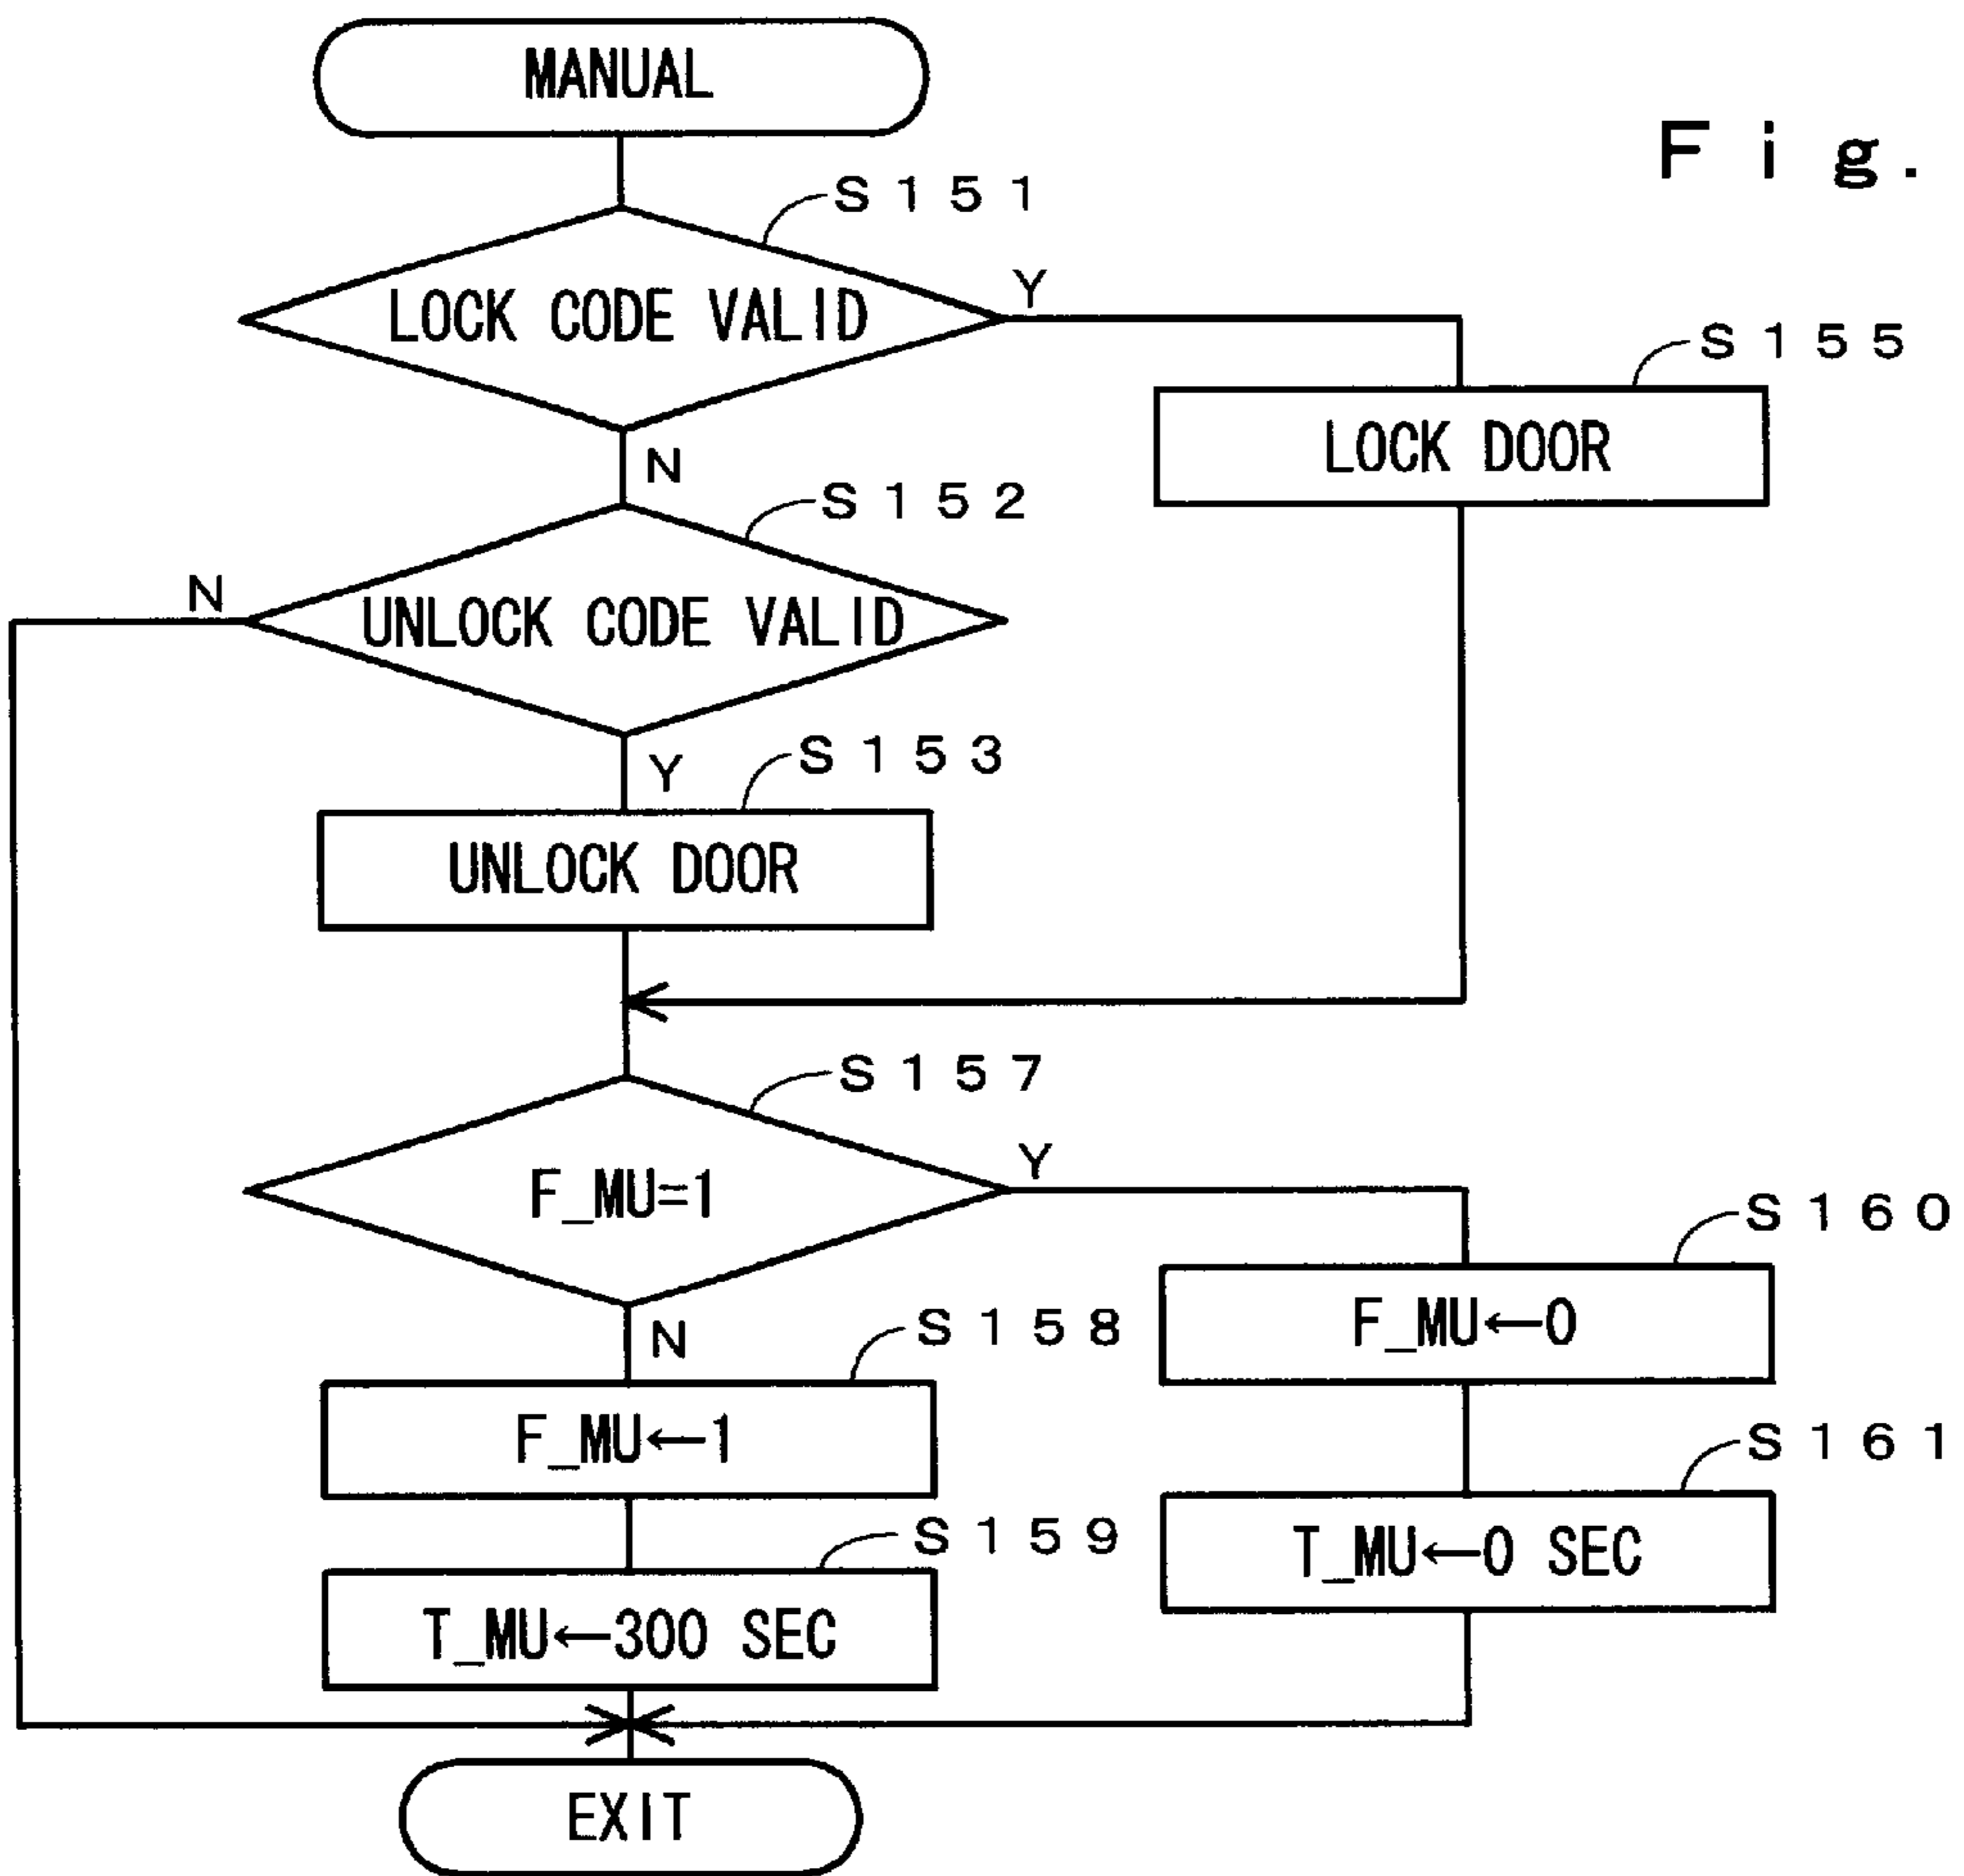 MANUAL
Fig.
S151
LOCK CODE VALID
Y
S155
LOCK DOOR
N
S152
N
UNLOCK CODE VALID
Y
S153
UNLOCK DOOR
S157
F_MU=1
Y
S160
F_MU←0
N
S158
F_MU←1
S161
T_MU←0 SEC
S159
T_MU←300 SEC
EXIT